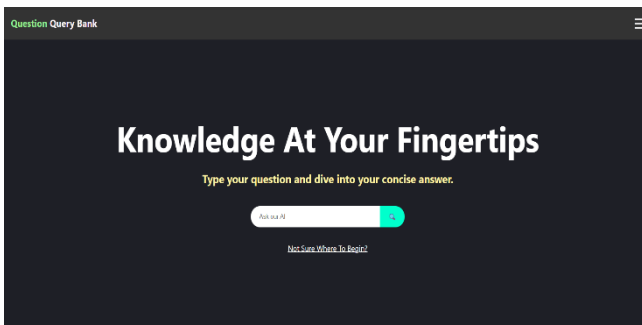 Question Query Bank
Knowledge At Your Fingertips
Type your question and dive into your concise answer.
Ask our AI
Not Sure Where To Begin?